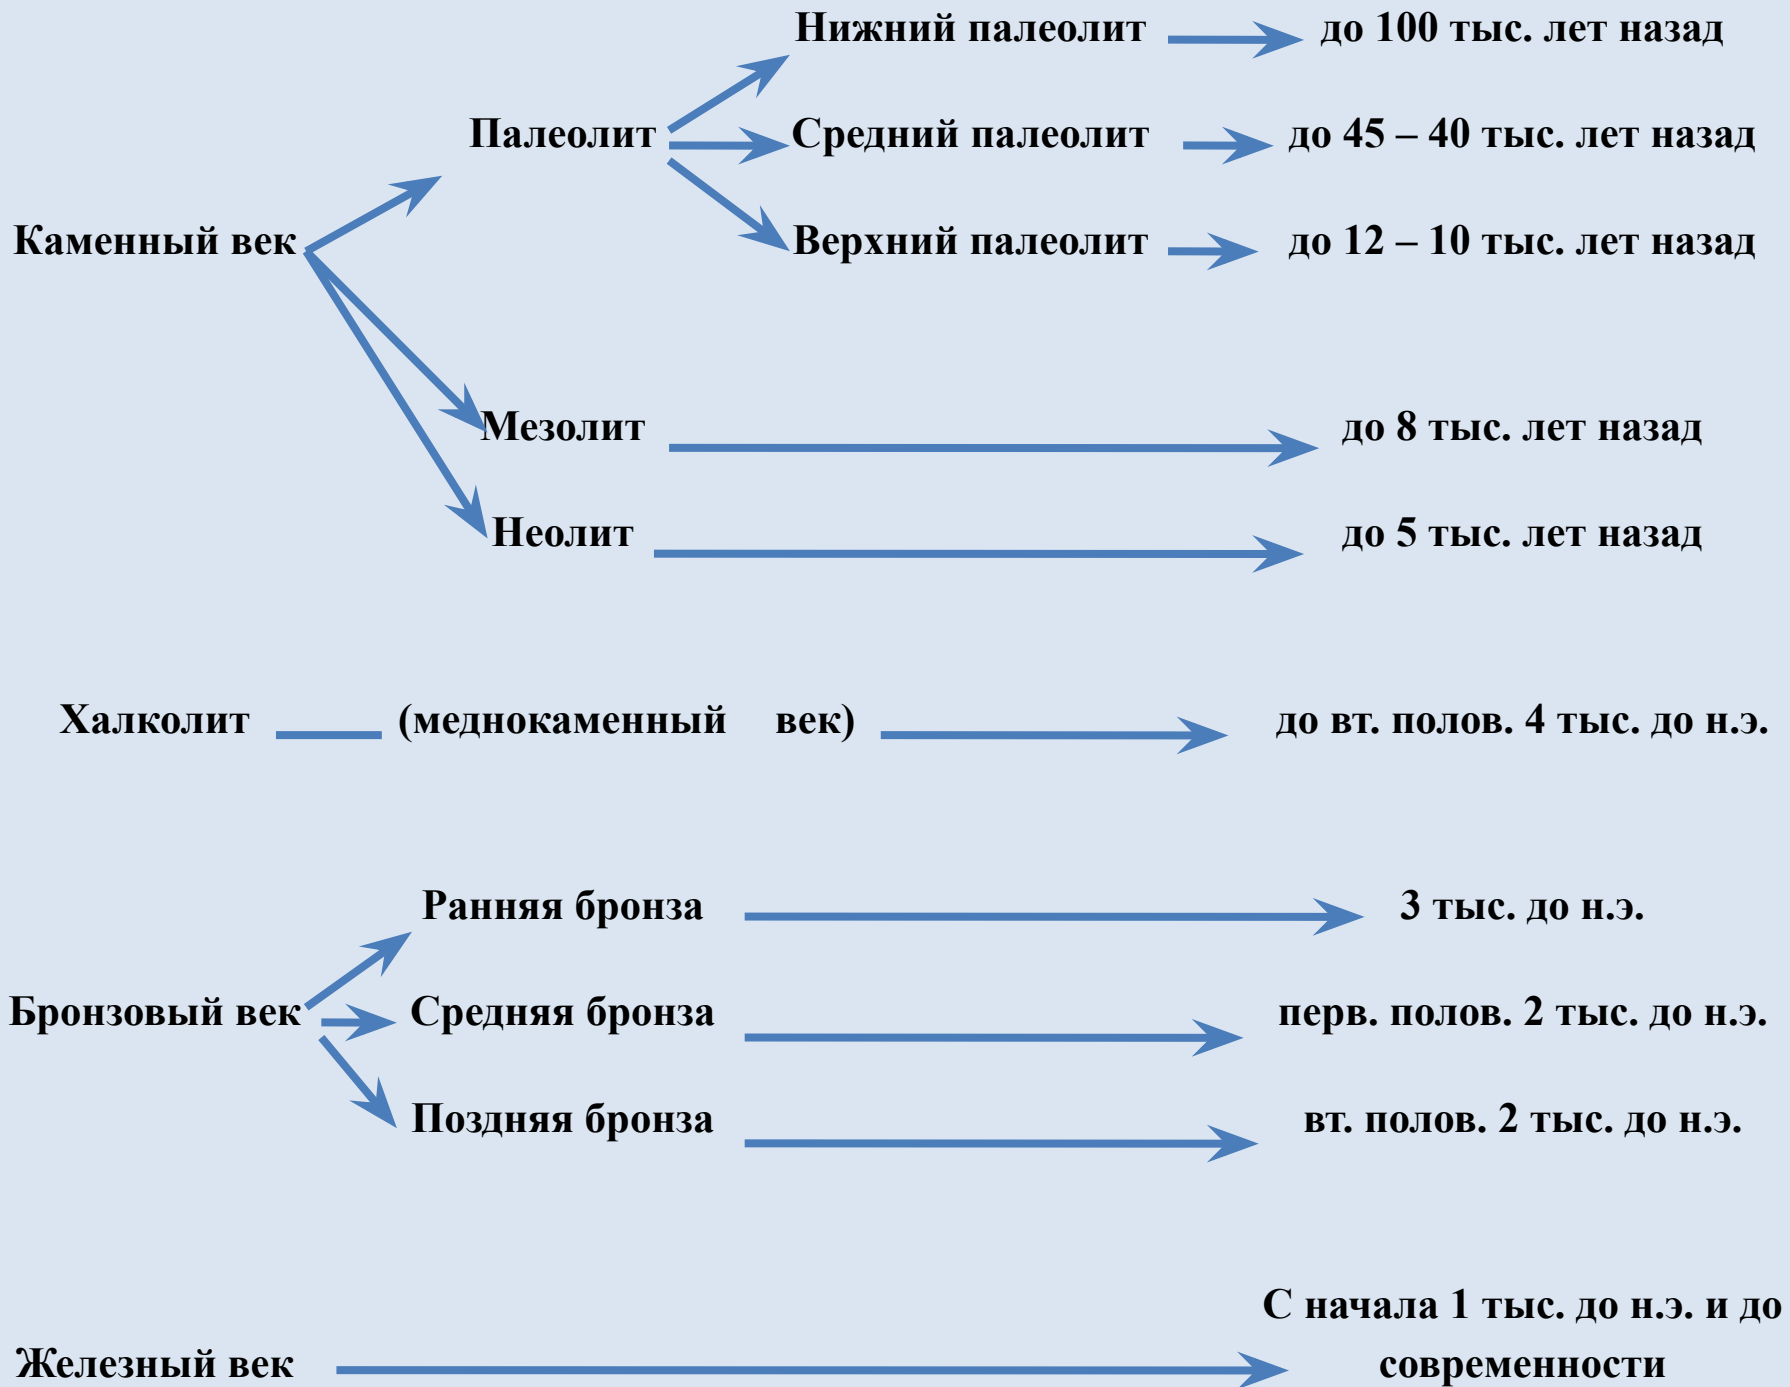 Нижний палеолит до 100 тыс. лет назад
Палеолит Средний палеолит до 45 – 40 тыс. лет назад
Каменный век Верхний палеолит до 12 – 10 тыс. лет назад
Мезолит до 8 тыс. лет назад
Неолит до 5 тыс. лет назад
Халколит (меднокаменный век) до вт. полов. 4 тыс. до н.э.
Ранняя бронза 3 тыс. до н.э.
Бронзовый век Средняя бронза перв. полов. 2 тыс. до н.э.
Поздняя бронза вт. полов. 2 тыс. до н.э.
С начала 1 тыс. до н.э. и до
Железный век современности